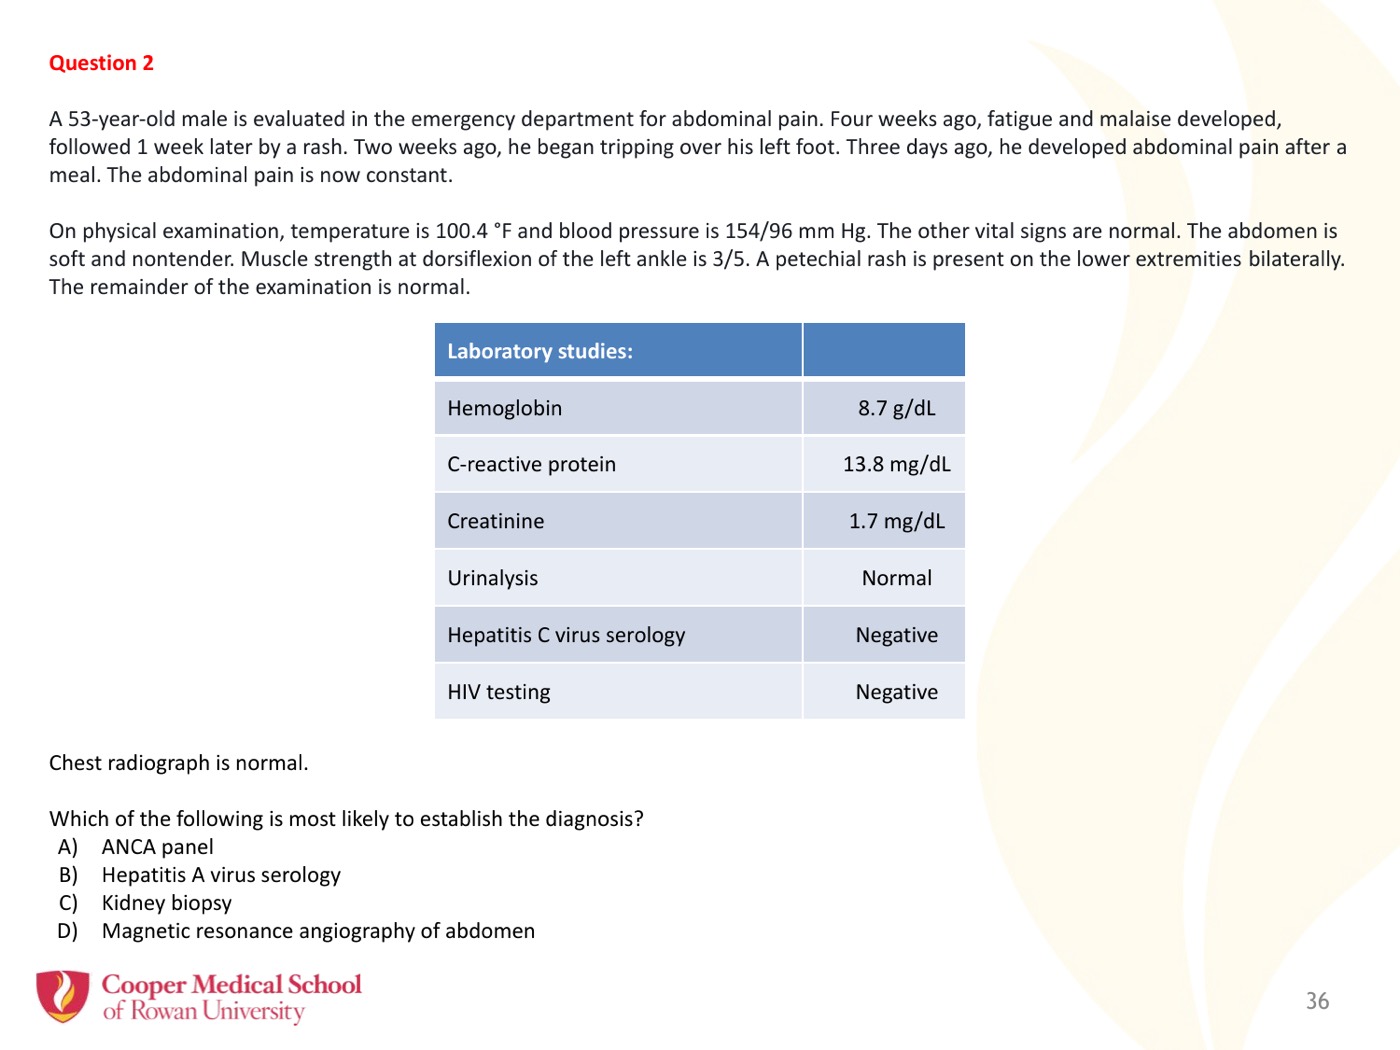 Question 2
A 53-year-old male is evaluated in the emergency department for abdominal pain. Four weeks ago, fatigue and malaise developed,
followed 1 week later by a rash. Two weeks ago, he began tripping over his left foot. Three days ago, he developed abdominal pain after a
meal. The abdominal pain is now constant.
On physical examination, temperature is 100.4 °F and blood pressure is 154/96 mm Hg. The other vital signs are normal. The abdomen is
soft and nontender. Muscle strength at dorsiflexion of the left ankle is 3/5. A petechial rash is present on the lower extremities bilaterally.
The remainder of the examination is normal.
Laboratory studies:
Hemoglobin 8.7 g/dL
C-reactive protein 13.8 mg/dL
Creatinine 1.7 mg/dL
Urinalysis Normal
Hepatitis C virus serology Negative
HIV testing Negative
Chest radiograph is normal.
Which of the following is most likely to establish the diagnosis?
A) ANCA panel
B) Hepatitis A virus serology
C) Kidney biopsy
D) Magnetic resonance angiography of abdomen
Cooper Medical School
of Rowan University
36